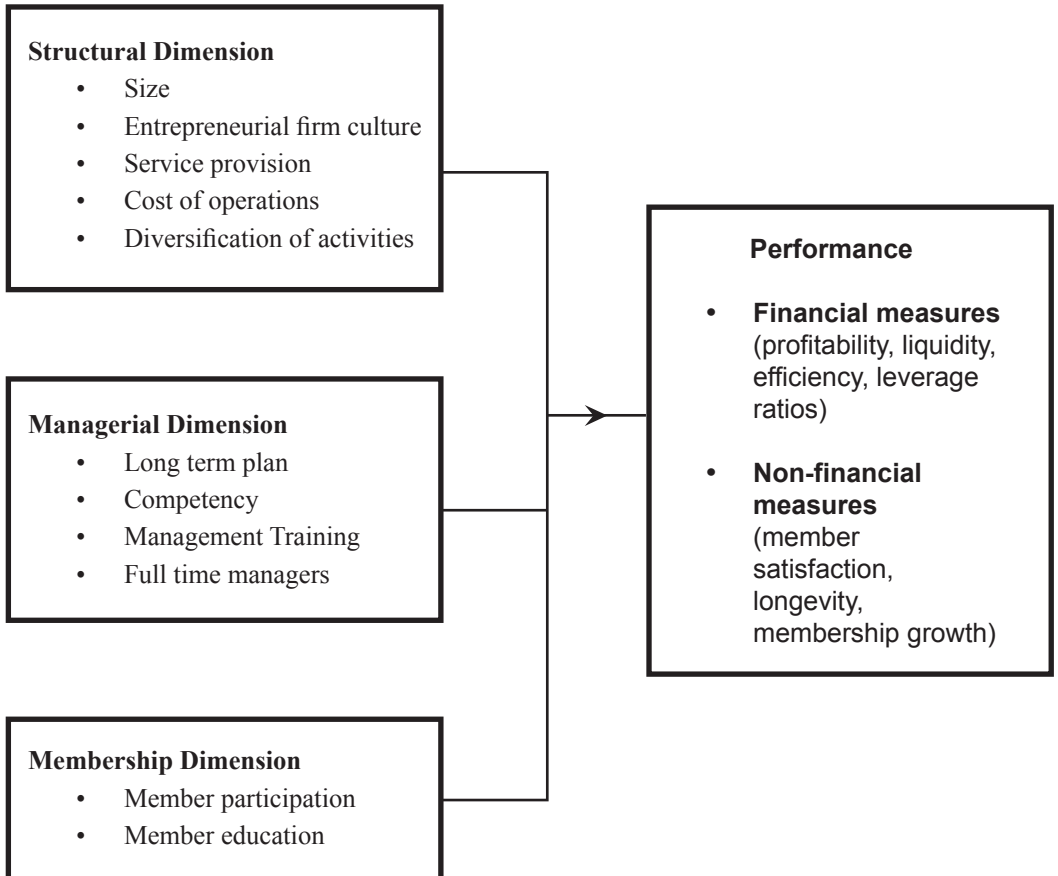 Structural Dimension
• Size
• Entrepreneurial firm culture
• Service provision
• Cost of operations
• Diversification of activities
Managerial Dimension
• Long term plan
• Competency
• Management Training
• Full time managers
Membership Dimension
• Member participation
• Member education
Performance
• Financial measures
(profitability, liquidity,
efficiency, leverage
ratios)
• Non-financial
measures
(member
satisfaction,
longevity,
membership growth)